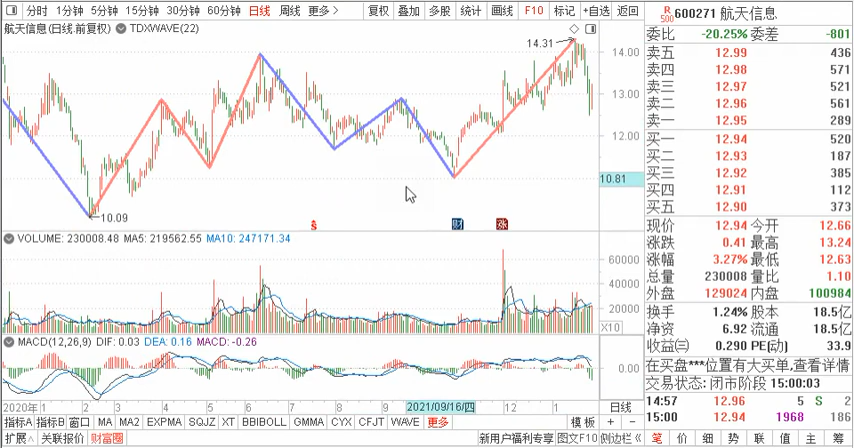 分时 1分钟 5分钟 15分钟 30分钟 60分钟 日线 周线 更多 > 复权 叠加 多股 统计 画线 F10 标记 +自选 返回
R 500 600271 航天信息
航天信息(日线.前复权) TDXWAVE(22)
委比 -20.25% 委差 -801
卖五 12.99 436
卖四 12.98 571
卖三 12.97 521
卖二 12.96 561
卖一 12.95 289
买一 12.94 520
买二 12.93 187
买三 12.92 385
买四 12.91 112
买五 12.90 373
现价 12.94 今开 12.66
涨跌 0.41 最高 13.24
涨幅 3.27% 最低 12.63
总量 230008 量比 1.10
外盘 129024 内盘 100984
换手 1.24% 股本 18.5亿
净资 6.92 流通 18.5亿
收益㈢ 0.290 PE(动) 33.9
在买盘***位置有大买单,查看详情
交易状态: 闭市阶段 15:00:03
14:57 12.96 5 S 2
15:00 12.94 1968 186
笔 价 细 势 联 值 主 筹
14.31
14.00
13.00
12.00
10.81
10.09
S 财 涨
VOLUME: 230008.48 MA5: 219562.55 MA10: 247171.34
60000
40000
20000
X10
MACD(12,26,9) DIF: 0.03 DEA: 0.16 MACD: -0.26
0.00
2020年 1 2 3 4 5 6 7 8 2021/09/16/四 12 1 日线
指标A 指标B 窗口 MA MA2 EXPMA SQJZ XT BBIBOLL GMMA CYX CFJT WAVE 更多 模板 + −
扩展∧ 关联报价 财富圈 新用户福利专享 图文F10 侧边栏《